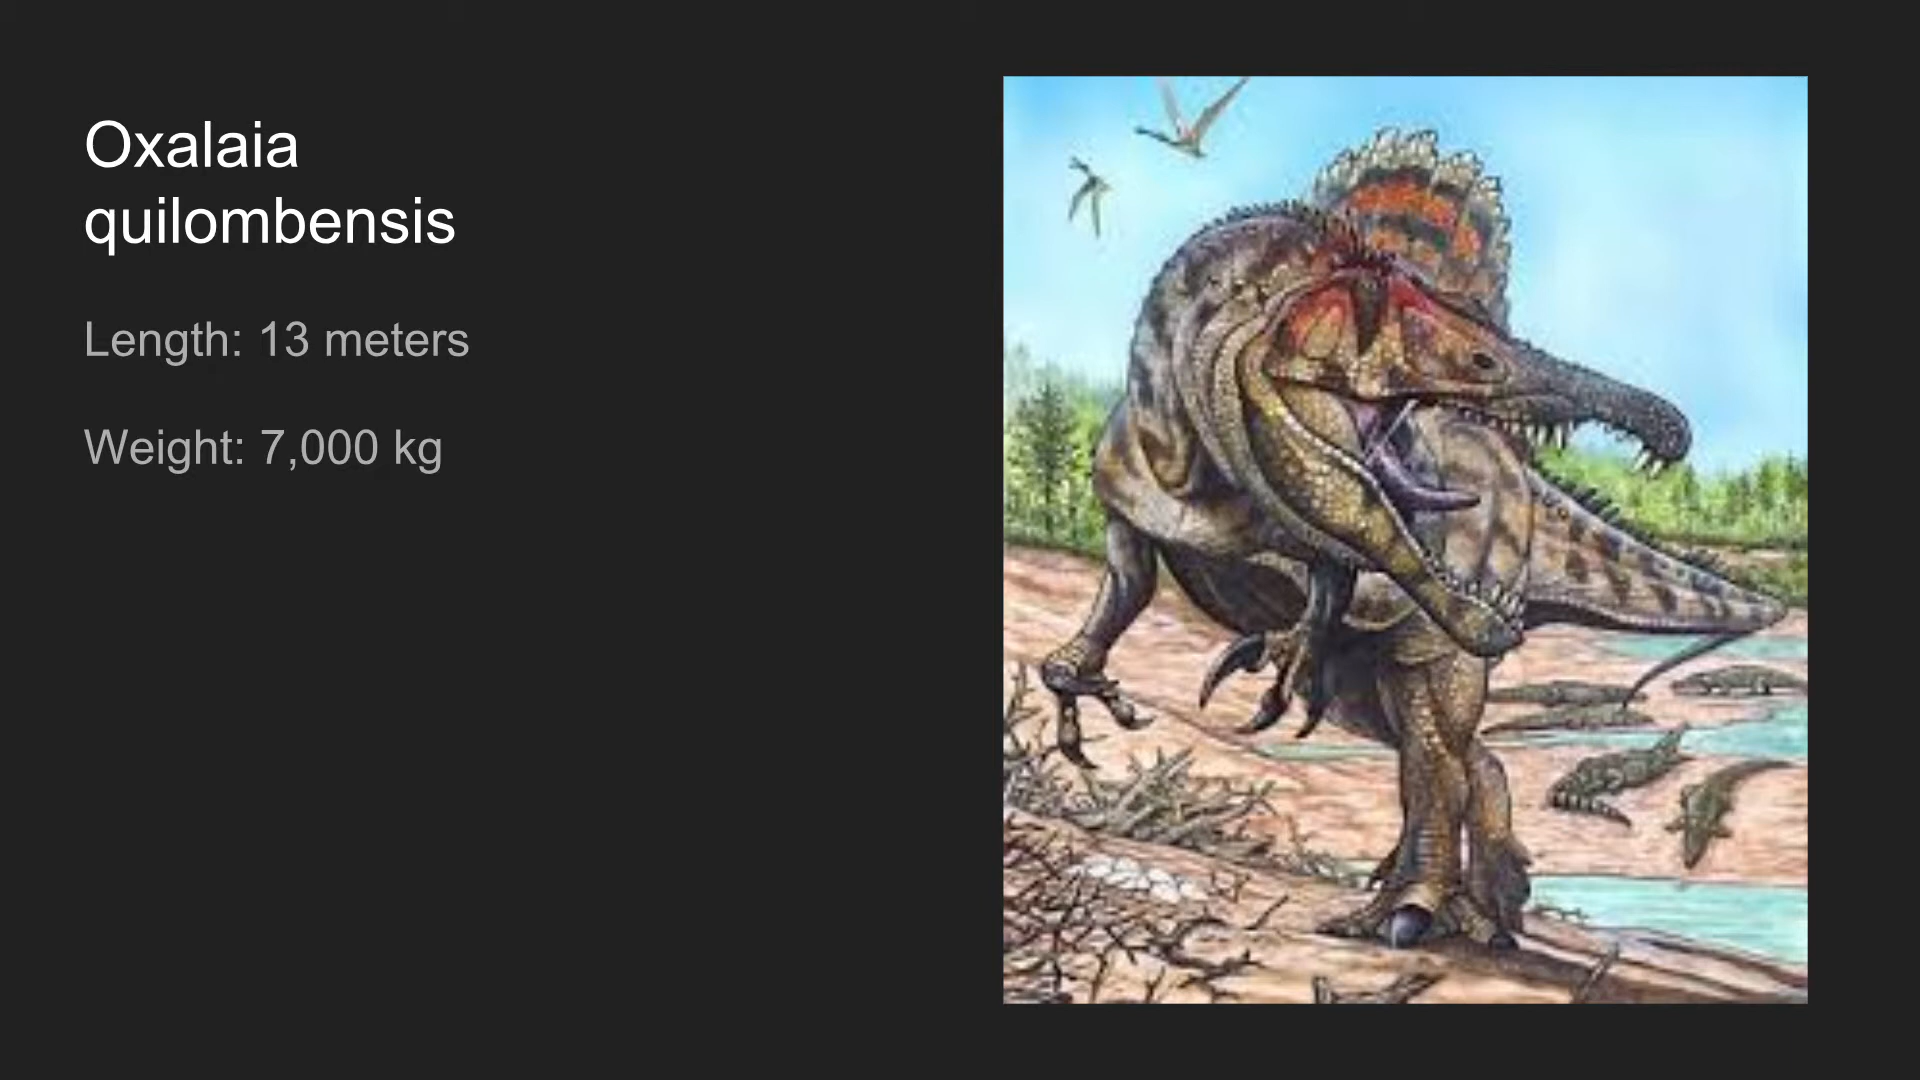 Oxalaia
quilombensis
Length: 13 meters
Weight: 7,000 kg